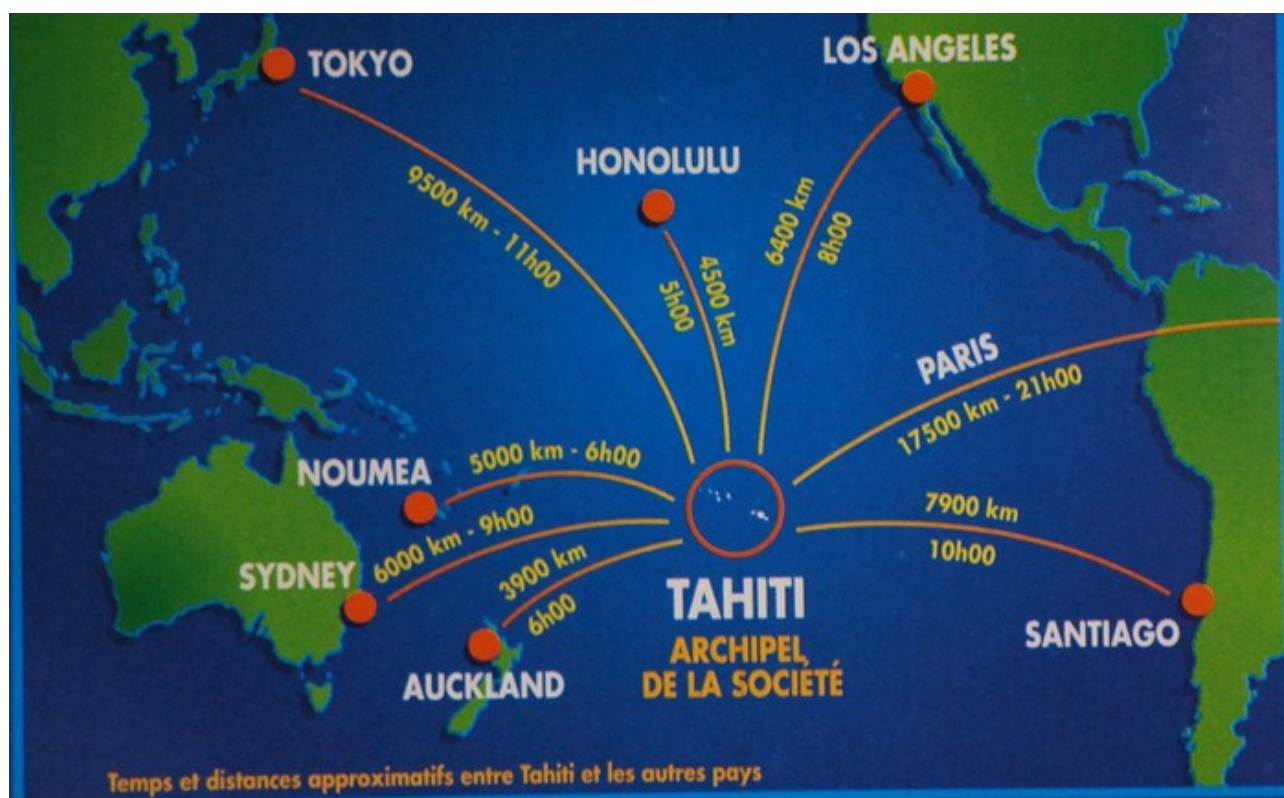 TOKYO
LOS ANGELES
HONOLULU
9500 km - 11h00
6400 km
8h00
4500 km
5h00
PARIS
17500 km - 21h00
NOUMEA
5000 km - 6h00
7900 km
10h00
SYDNEY
6000 km - 9h00
3900 km
6h00
AUCKLAND
TAHITI
ARCHIPEL
DE LA SOCIÉTÉ
SANTIAGO
Temps et distances approximatifs entre Tahiti et les autres pays